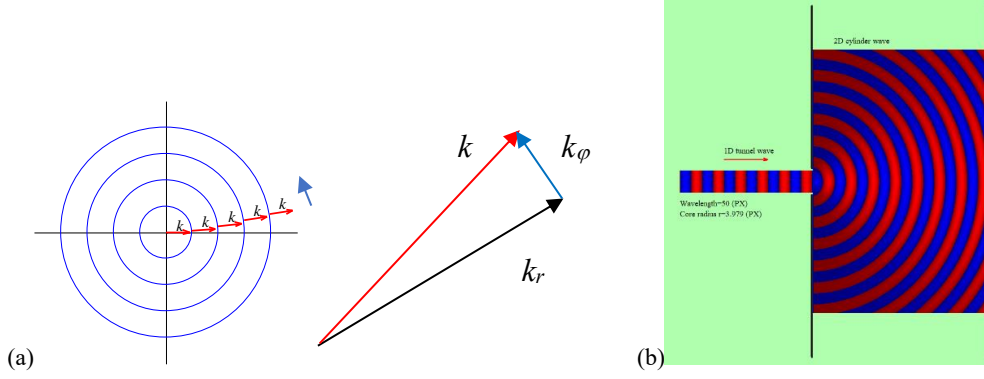 k k k k k
k
kφ
kr
(a)
2D cylinder wave
1D tunnel wave
Wavelength=50 (PX)
Core radius r=3.979 (PX)
(b)